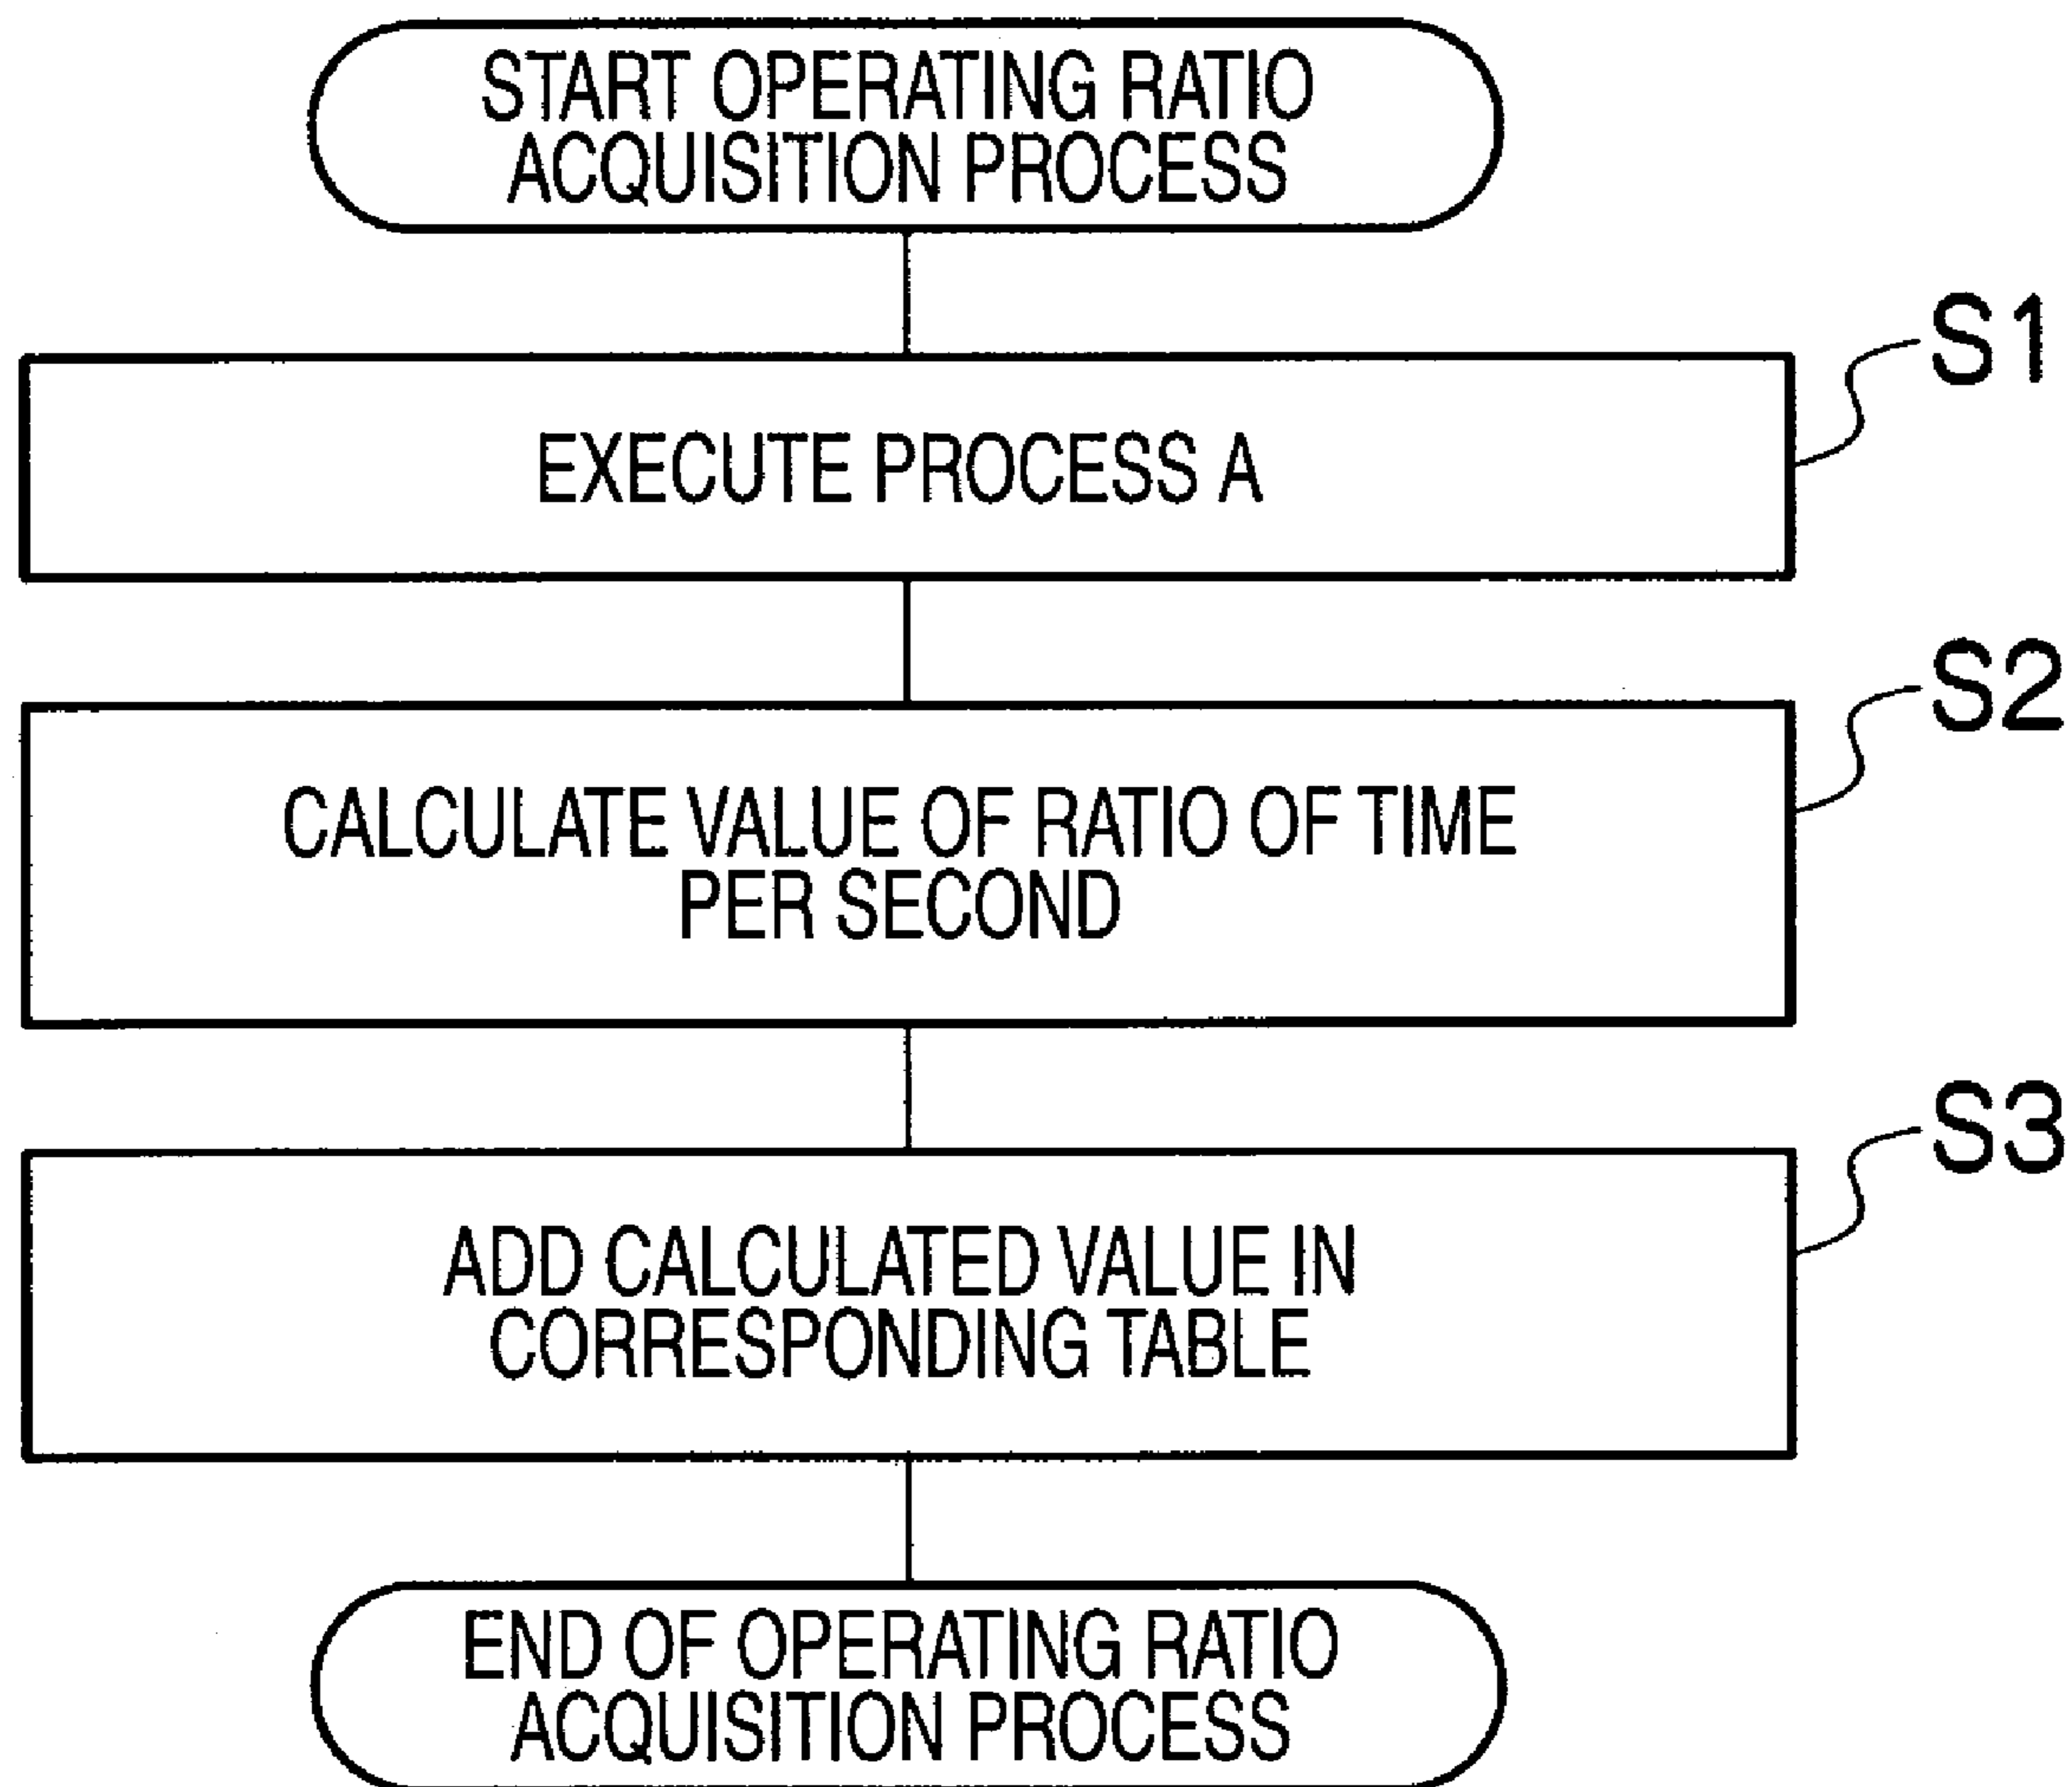 START OPERATING RATIO
ACQUISITION PROCESS
S1
EXECUTE PROCESS A
S2
CALCULATE VALUE OF RATIO OF TIME
PER SECOND
S3
ADD CALCULATED VALUE IN
CORRESPONDING TABLE
END OF OPERATING RATIO
ACQUISITION PROCESS